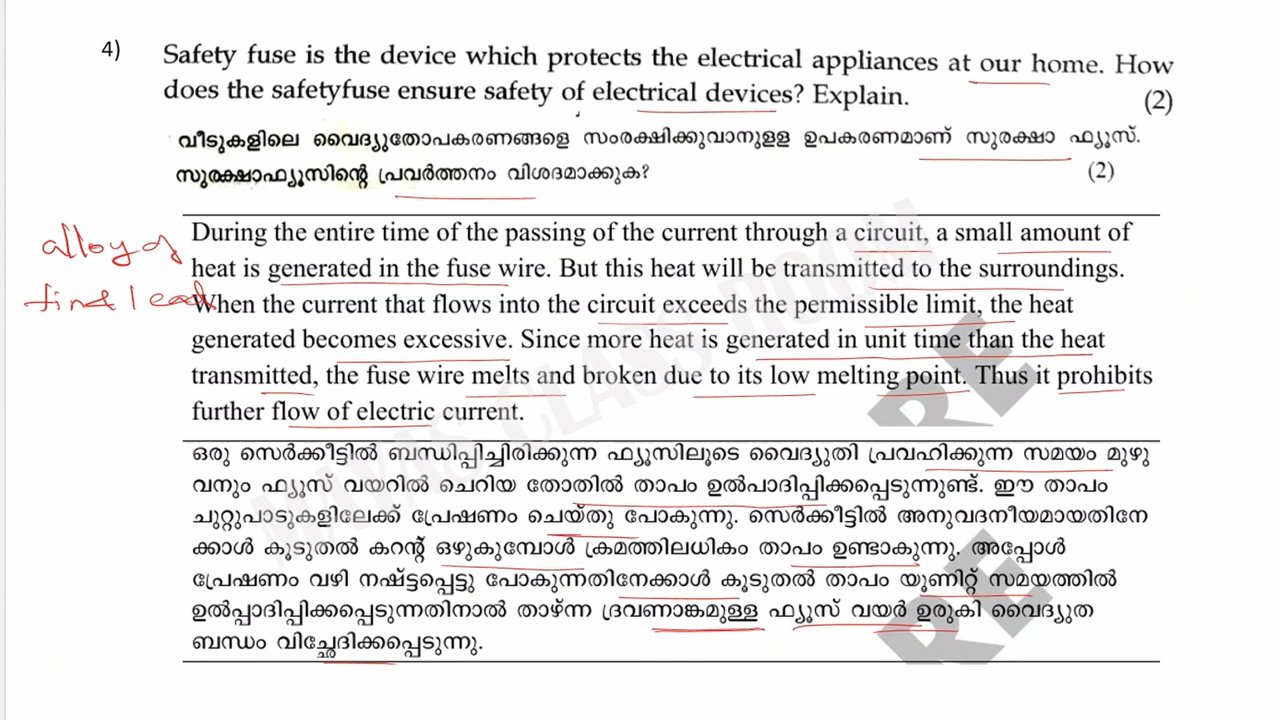 4) Safety fuse is the device which protects the electrical appliances at our home. How
does the safetyfuse ensure safety of electrical devices? Explain. (2)
വീടുകളിലെ വൈദ്യുതോപകരണങ്ങളെ സംരക്ഷിക്കുവാനുളള ഉപകരണമാണ് സുരക്ഷാ ഫ്യൂസ്.
സുരക്ഷാഫ്യൂസിന്റെ പ്രവർത്തനം വിശദമാക്കുക? (2)
During the entire time of the passing of the current through a circuit, a small amount of
alloy of
heat is generated in the fuse wire. But this heat will be transmitted to the surroundings.
lead
When the current that flows into the circuit exceeds the permissible limit, the heat
generated becomes excessive. Since more heat is generated in unit time than the heat
transmitted, the fuse wire melts and broken due to its low melting point. Thus it prohibits
further flow of electric current.
ഒരു സെർക്കീട്ടിൽ ബന്ധിപ്പിച്ചിരിക്കുന്ന ഫ്യൂസിലൂടെ വൈദ്യുതി പ്രവഹിക്കുന്ന സമയം മുഴു
വനും ഫ്യൂസ് വയറിൽ ചെറിയ തോതിൽ താപം ഉൽപാദിപ്പിക്കപ്പെടുന്നുണ്ട്. ഈ താപം
ചുറ്റുപാടുകളിലേക്ക് പ്രേഷണം ചെയ്തു പോകുന്നു. സെർക്കീട്ടിൽ അനുവദനീയമായതിനേ
ക്കാൾ കൂടുതൽ കറന്റ് ഒഴുകുമ്പോൾ ക്രമത്തിലധികം താപം ഉണ്ടാകുന്നു. അപ്പോൾ
പ്രേഷണം വഴി നഷ്ട്ടപ്പെട്ടു പോകുന്നതിനേക്കാൾ കൂടുതൽ താപം യൂണിറ്റ് സമയത്തിൽ
ഉൽപ്പാദിപ്പിക്കപ്പെടുന്നതിനാൽ താഴ്ന്ന ദ്രവണാങ്കമുള്ള ഫ്യൂസ് വയർ ഉരുകി വൈദ്യുത
ബന്ധം വിച്ഛേദിക്കപ്പെടുന്നു.
MAYAS CLASS ROOM
RE
RE